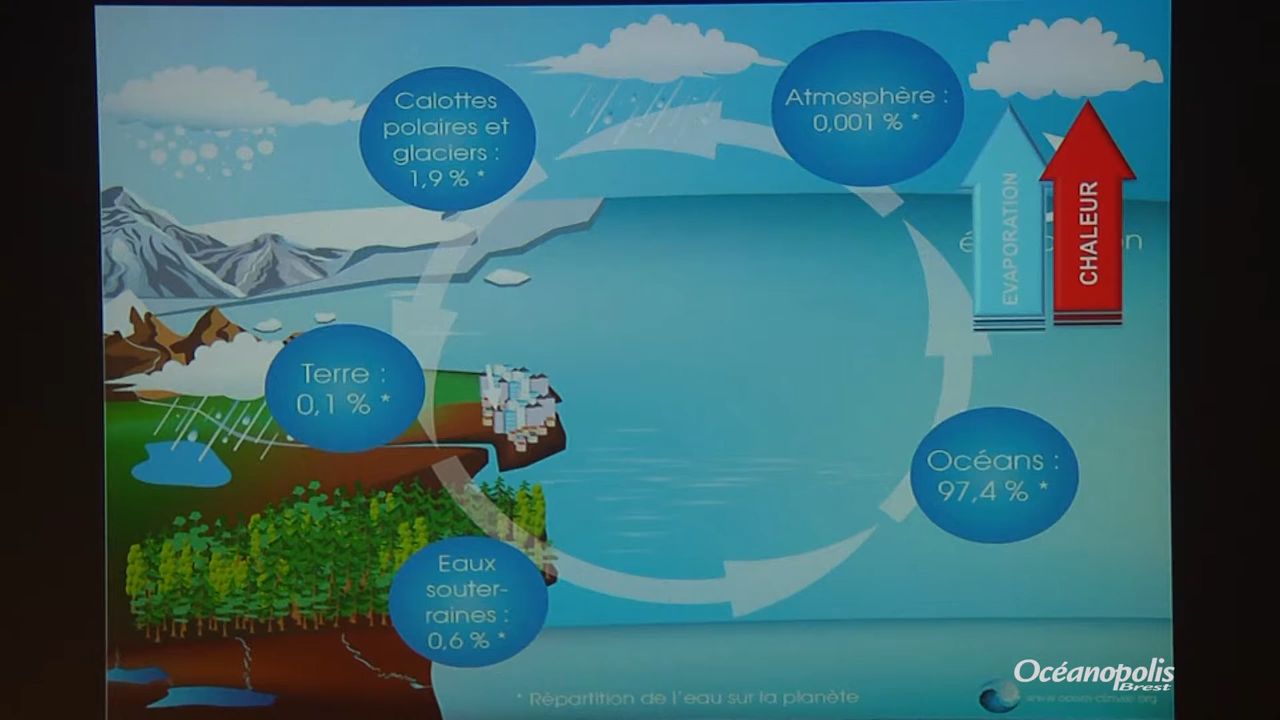 Calottes
polaires et
glaciers :
1,9 % *
Atmosphère :
0,001 % *
EVAPORATION
CHALEUR
Terre :
0,1 % *
Océans :
97,4 % *
Eaux
souter-
raines :
0,6 % *
* Répartition de l'eau sur la planète
Océanopolis
Brest